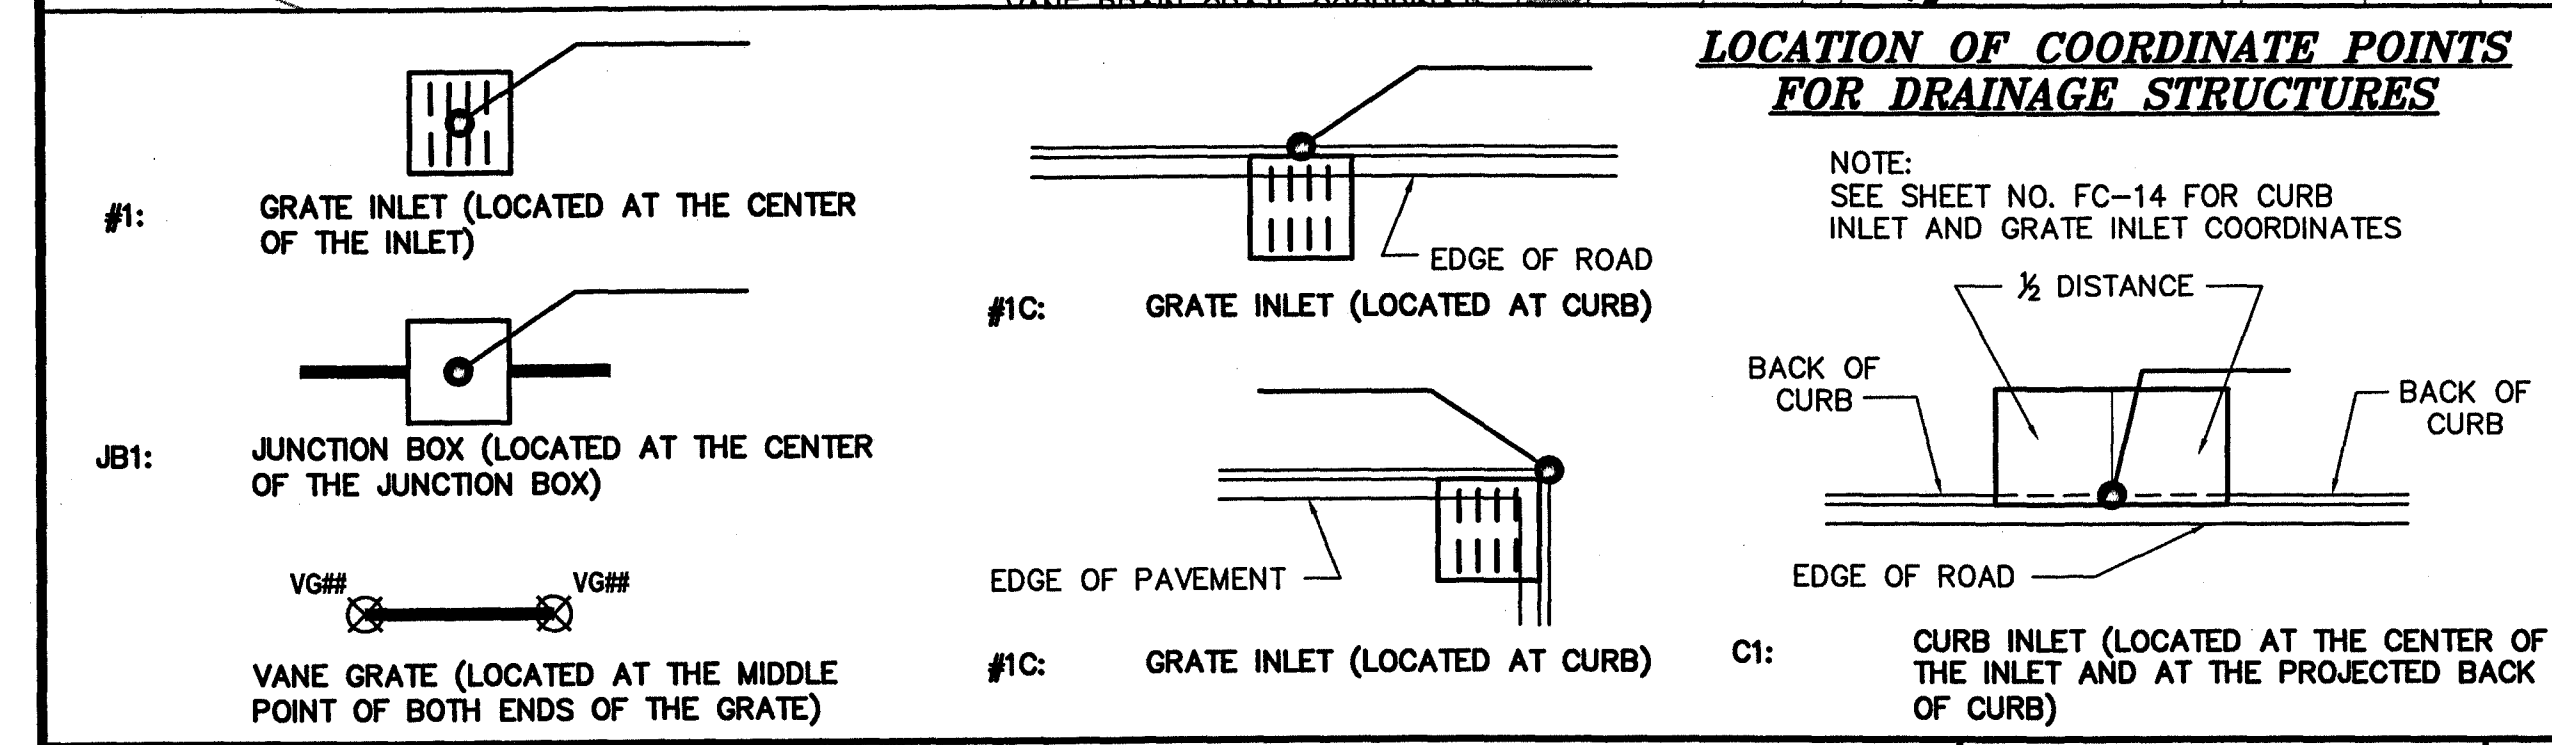 LOCATION OF COORDINATE POINTS
FOR DRAINAGE STRUCTURES
NOTE:
SEE SHEET NO. FC-14 FOR CURB
INLET AND GRATE INLET COORDINATES
#1:
GRATE INLET (LOCATED AT THE CENTER
OF THE INLET)
JB1:
JUNCTION BOX (LOCATED AT THE CENTER
OF THE JUNCTION BOX)
VG## VG##
VANE GRATE (LOCATED AT THE MIDDLE
POINT OF BOTH ENDS OF THE GRATE)
EDGE OF ROAD
#1C: GRATE INLET (LOCATED AT CURB)
EDGE OF PAVEMENT
#1C: GRATE INLET (LOCATED AT CURB)
½ DISTANCE
BACK OF
CURB
BACK OF
CURB
EDGE OF ROAD
C1:
CURB INLET (LOCATED AT THE CENTER OF
THE INLET AND AT THE PROJECTED BACK
OF CURB)